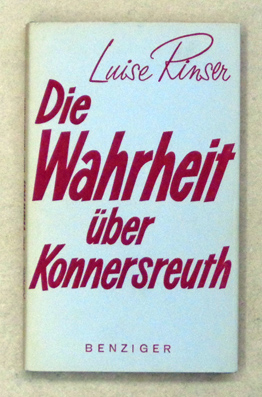 Luise Rinser
Die
Wahrheit
über
Konnersreuth
BENZIGER